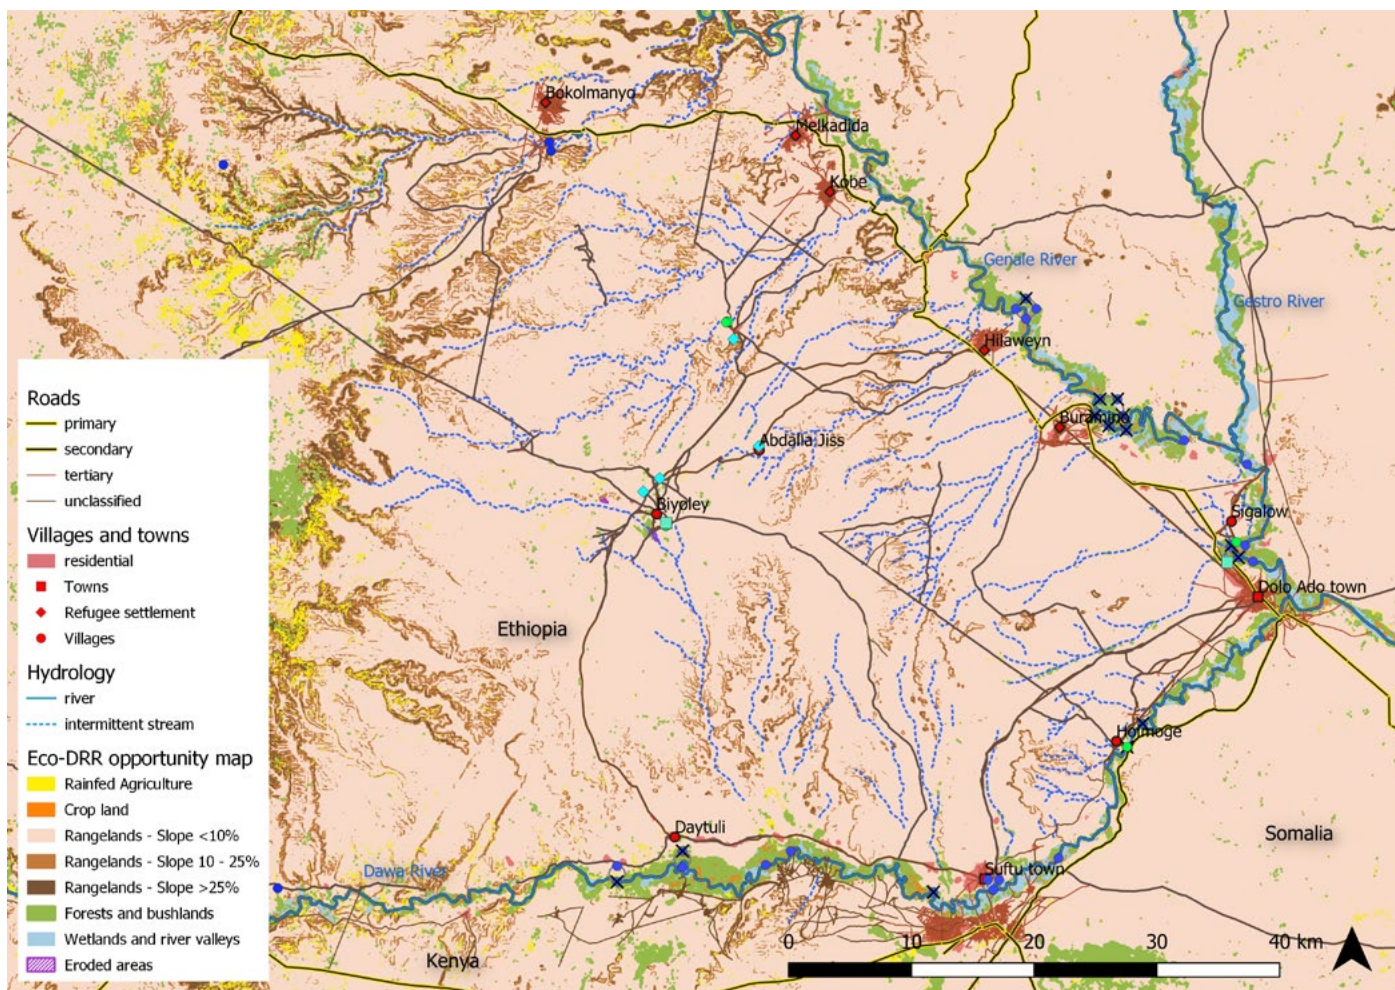 Bokolmanyo
Melkadida
Kobe
Genale River
Gestro River
Hilaweyn
Buramino
Abdalla Jiss
Biyoley
Sigalow
Dolo Ado town
Ethiopia
Holmoge
Daytuli
Somalia
Dawa River
Suftu town
Kenya
0 10 20 30 40 km
Roads
primary
secondary
tertiary
unclassified
Villages and towns
residential
Towns
Refugee settlement
Villages
Hydrology
river
intermittent stream
Eco-DRR opportunity map
Rainfed Agriculture
Crop land
Rangelands - Slope <10%
Rangelands - Slope 10 - 25%
Rangelands - Slope >25%
Forests and bushlands
Wetlands and river valleys
Eroded areas